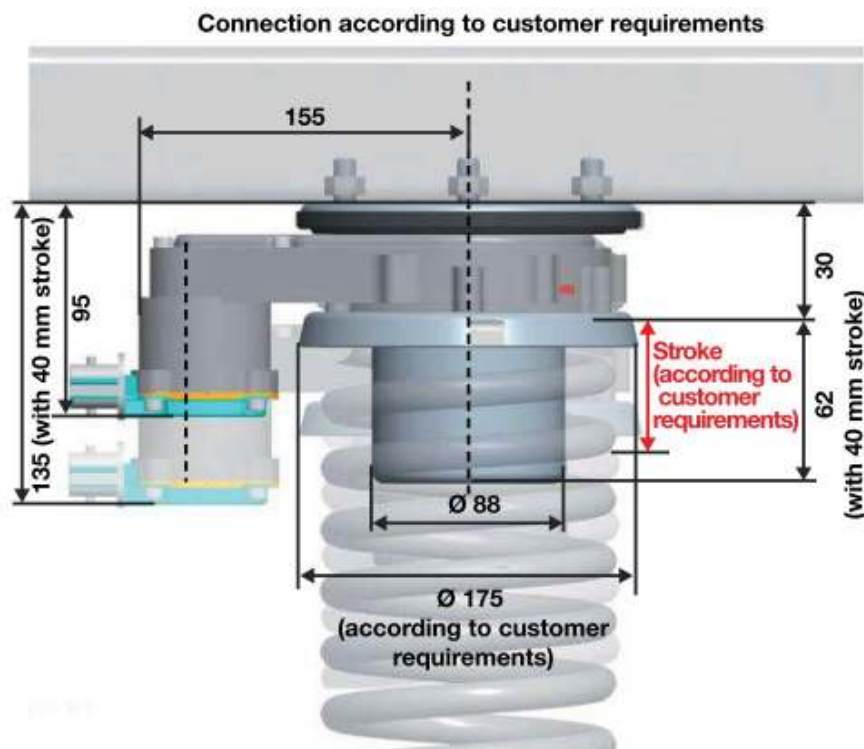 Connection according to customer requirements
155
135 (with 40 mm stroke)
95
30
Stroke
(according to
customer
requirements)
62
(with 40 mm stroke)
Ø 88
Ø 175
(according to customer
requirements)